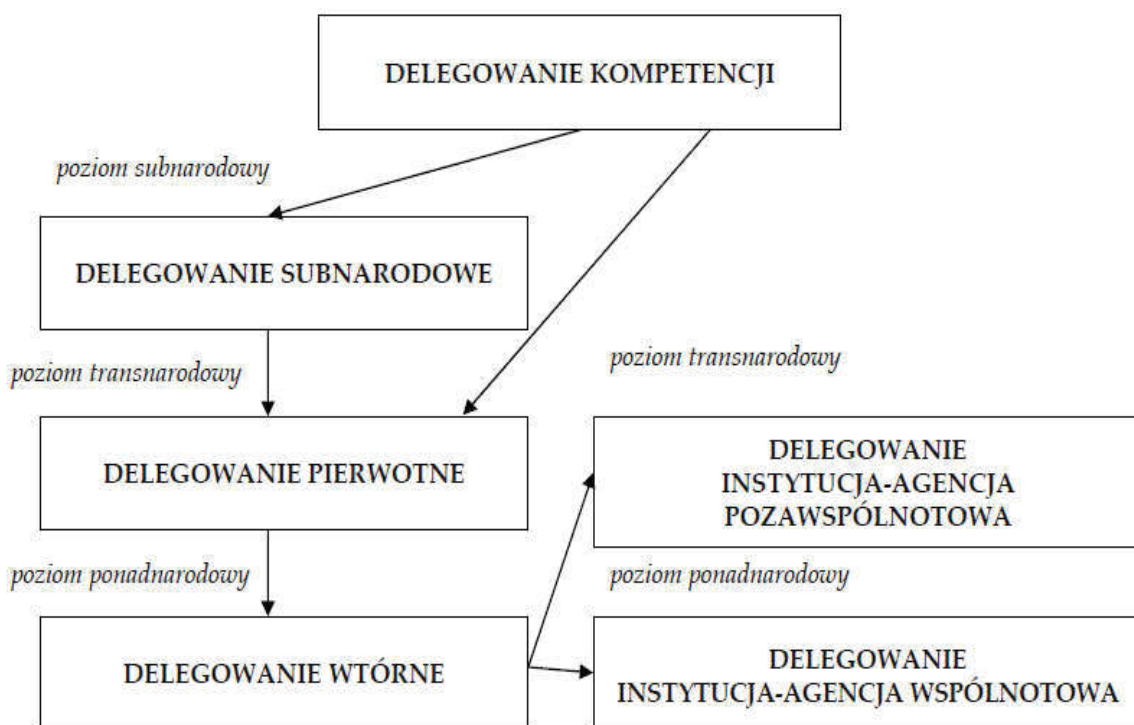 DELEGOWANIE KOMPETENCJI
poziom subnarodowy
DELEGOWANIE SUBNARODOWE
poziom transnarodowy
poziom transnarodowy
DELEGOWANIE PIERWOTNE
DELEGOWANIE
INSTYTUCJA-AGENCJA
POZAWSPÓLNOTOWA
poziom ponadnarodowy
poziom ponadnarodowy
DELEGOWANIE WTÓRNE
DELEGOWANIE
INSTYTUCJA-AGENCJA WSPÓLNOTOWA